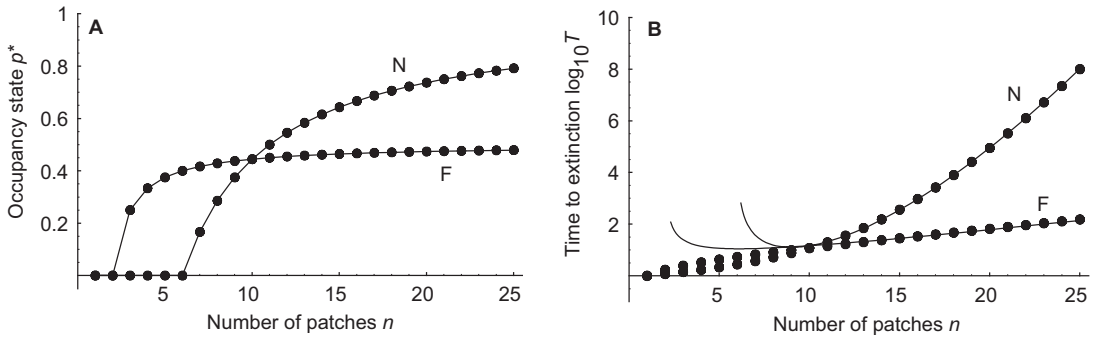 A
Occupancy state p*
1
0.8
0.6
0.4
0.2
N
F
5 10 15 20 25
Number of patches n
B
Time to extinction log10T
10
8
6
4
2
N
F
5 10 15 20 25
Number of patches n